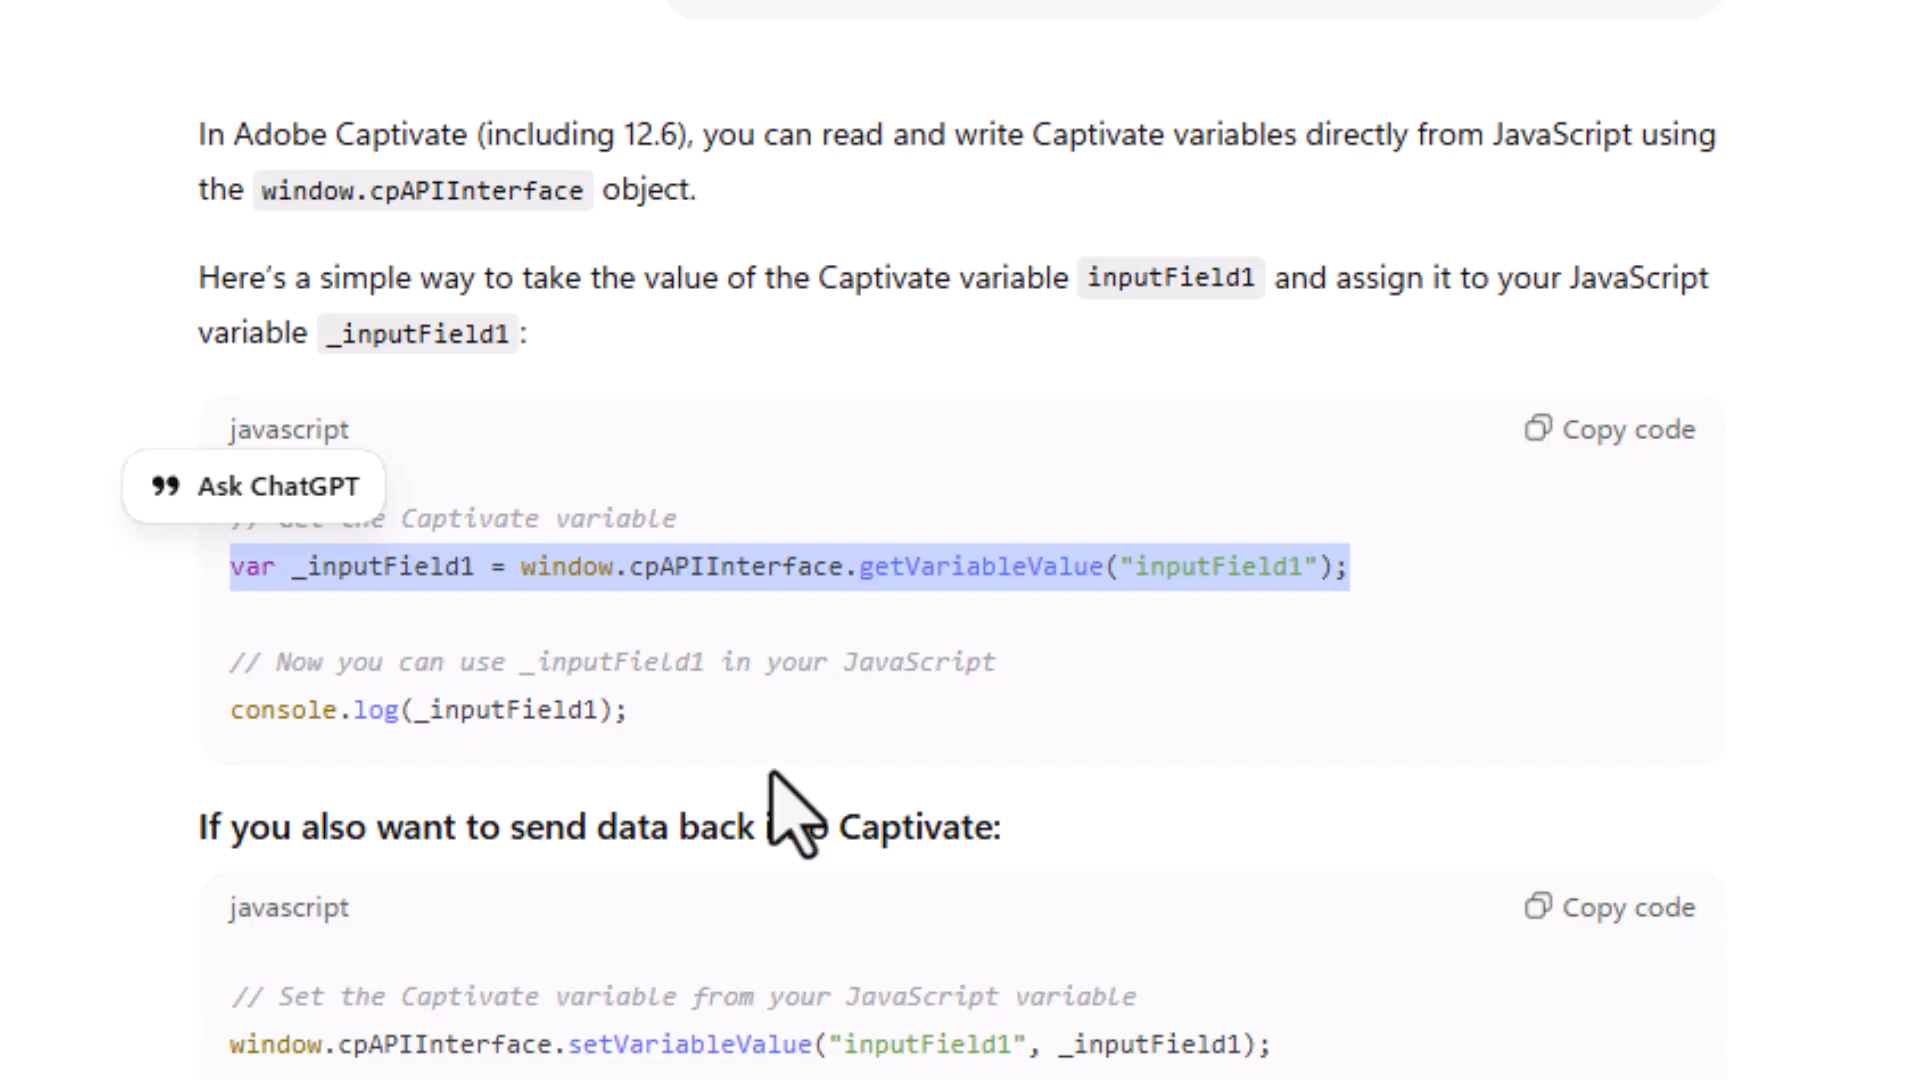 In Adobe Captivate (including 12.6), you can read and write Captivate variables directly from JavaScript using
the window.cpAPIInterface object.
Here's a simple way to take the value of the Captivate variable inputField1 and assign it to your JavaScript
variable _inputField1 :
javascript
Copy code
Ask ChatGPT
// Get the Captivate variable
var _inputField1 = window.cpAPIInterface.getVariableValue("inputField1");
// Now you can use _inputField1 in your JavaScript
console.log(_inputField1);
If you also want to send data back Captivate:
javascript
Copy code
// Set the Captivate variable from your JavaScript variable
window.cpAPIInterface.setVariableValue("inputField1", _inputField1);